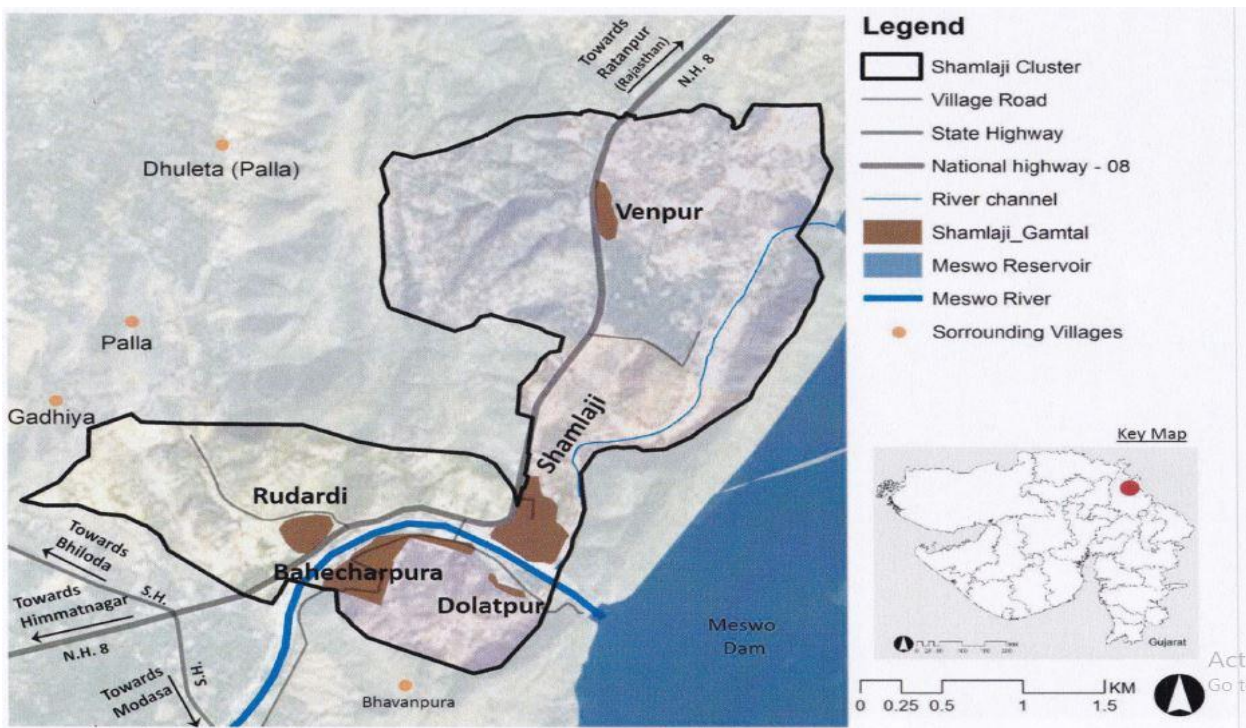 Towards
Ratanpur
(Rajasthan)
N.H. 8
Dhuleta (Palla)
Venpur
Palla
Gadhiya
Shamlaji
Rudardi
Towards
Bhiloda
S.H.
Bahecharpura
Towards
Himmatnagar
Dolatpur
N.H. 8
S.H.
Meswo
Dam
Towards
Modasa
Bhavanpura
Legend
Shamlaji Cluster
Village Road
State Highway
National highway - 08
River channel
Shamlaji_Gamtal
Meswo Reservoir
Meswo River
Sorrounding Villages
Key Map
Gujarat
KM
0 0.25 0.5 1 1.5
Act
Go t